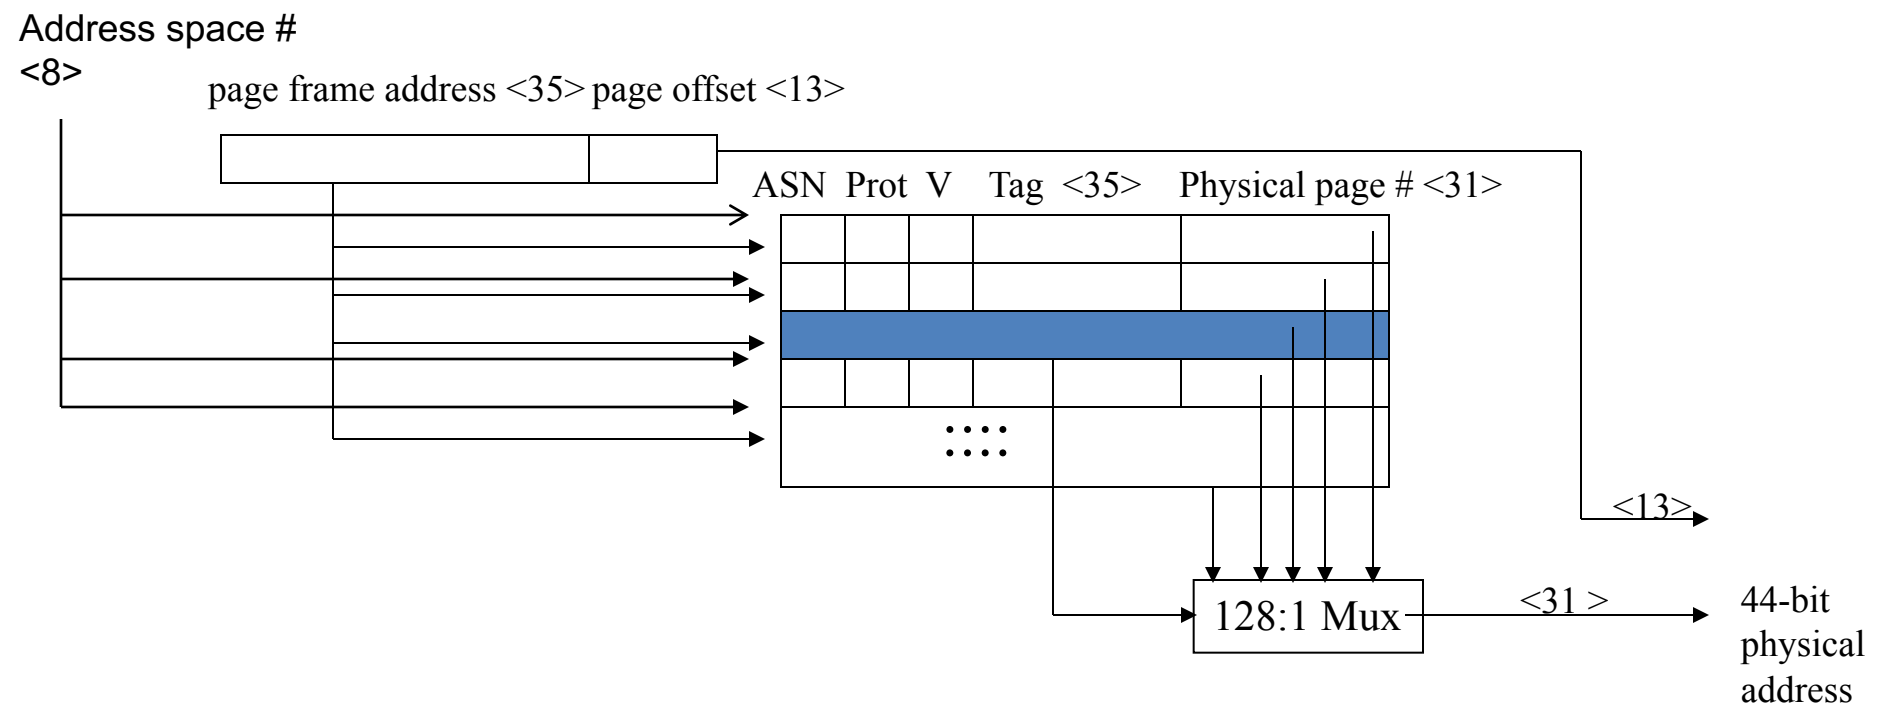 Address space #
<8>
page frame address <35> page offset <13>
ASN Prot V Tag <35> Physical page # <31>
<13>
128:1 Mux
<31 >
44-bit
physical
address